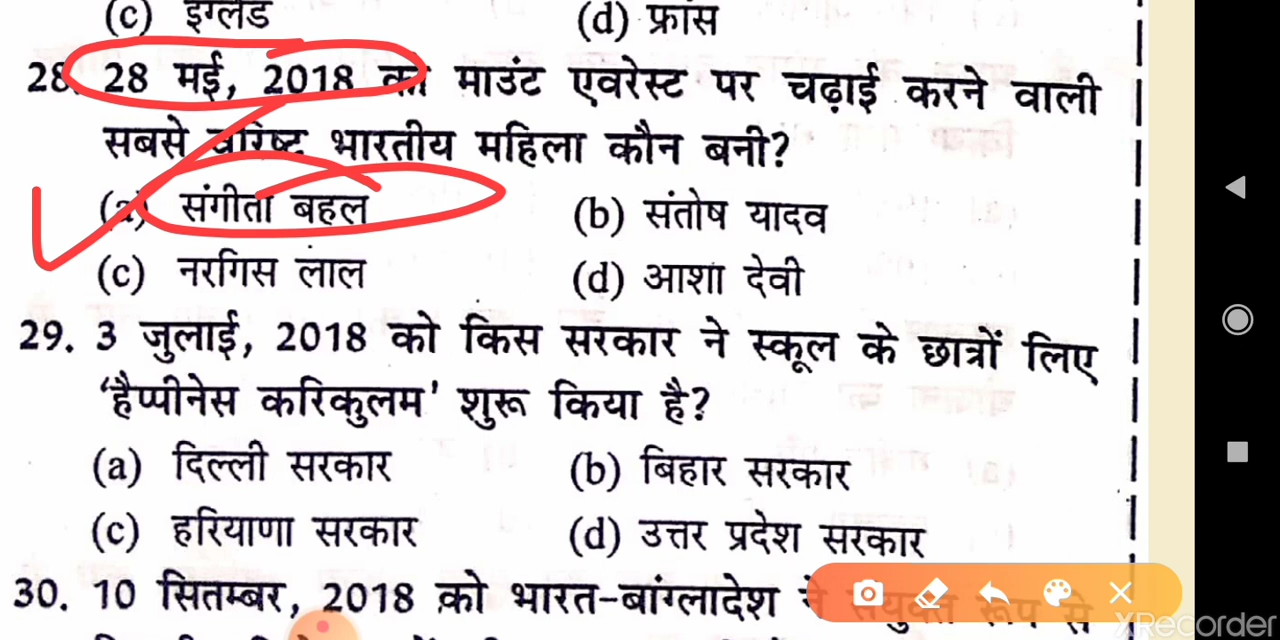 (c) इंग्लैंड (d) फ्रांस
28. 28 मई, 2018 को माउंट एवरेस्ट पर चढ़ाई करने वाली
सबसे वरिष्ट भारतीय महिला कौन बनी?
(a) संगीता बहल (b) संतोष यादव
(c) नरगिस लाल (d) आशा देवी
29. 3 जुलाई, 2018 को किस सरकार ने स्कूल के छात्रों लिए
‘हैप्पीनेस करिकुलम’ शुरू किया है?
(a) दिल्ली सरकार (b) बिहार सरकार
(c) हरियाणा सरकार (d) उत्तर प्रदेश सरकार
30. 10 सितम्बर, 2018 को भारत-बांग्लादेश ने संयुक्त रूप से
XRecorder